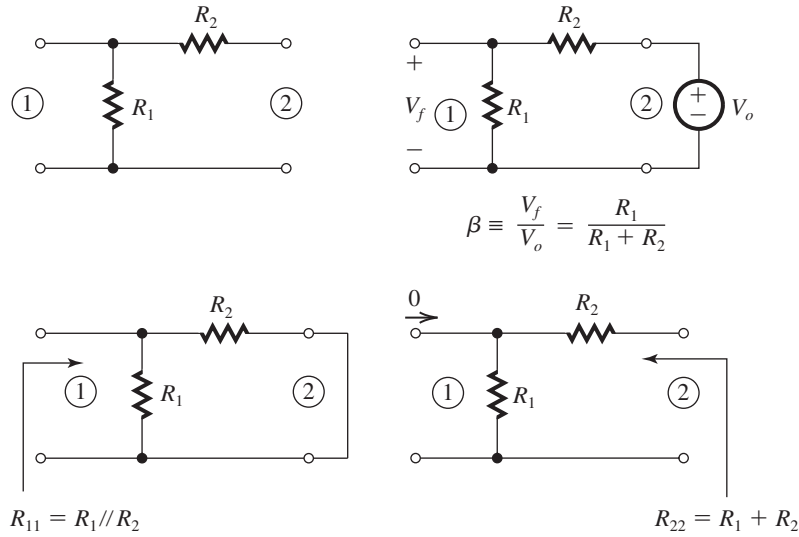 R2
1
R1
2
R2
+
Vf
−
1
R1
2
+
−
Vo
β ≡ Vf / Vo = R1 / (R1 + R2)
R2
1
R1
2
R11 = R1//R2
0
R2
1
R1
2
R22 = R1 + R2